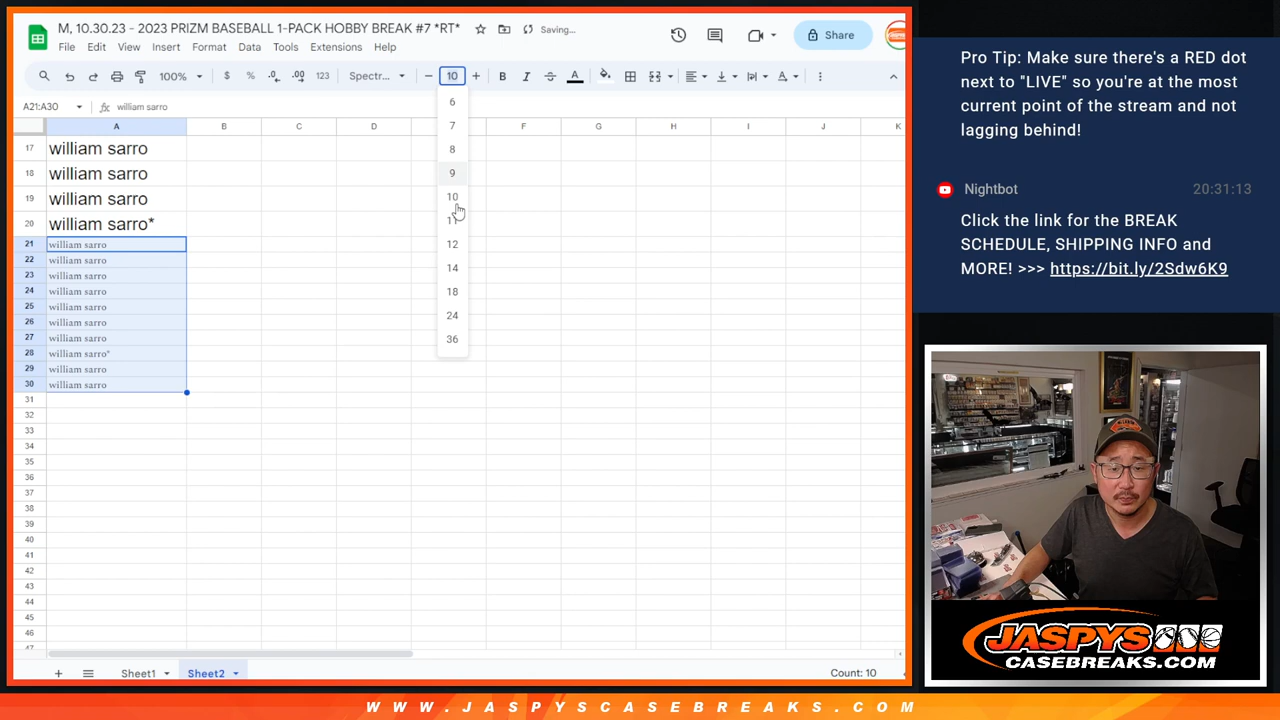 M, 10.30.23 - 2023 PRIZM BASEBALL 1-PACK HOBBY BREAK #7 *RT*
Saving...
File Edit View Insert Format Data Tools Extensions Help
Share
100% $ % .0 .00 123 Spectr... 10
A21:A30 fx william sarro
A B C D F G H I J K
17 william sarro
18 william sarro
19 william sarro
20 william sarro*
21 william sarro
22 william sarro
23 william sarro
24 william sarro
25 william sarro
26 william sarro
27 william sarro
28 william sarro*
29 william sarro
30 william sarro
31
32
33
34
35
36
37
38
39
40
41
42
43
44
45
46
6
7
8
9
10
11
12
14
18
24
36
Sheet1 Sheet2 Count: 10
Pro Tip: Make sure there's a RED dot
next to "LIVE" so you're at the most
current point of the stream and not
lagging behind!
Nightbot 20:31:13
Click the link for the BREAK
SCHEDULE, SHIPPING INFO and
MORE! >>> https://bit.ly/2Sdw6K9
JASPYS
CASEBREAKS.COM
WWW.JASPYSCASEBREAKS.COM